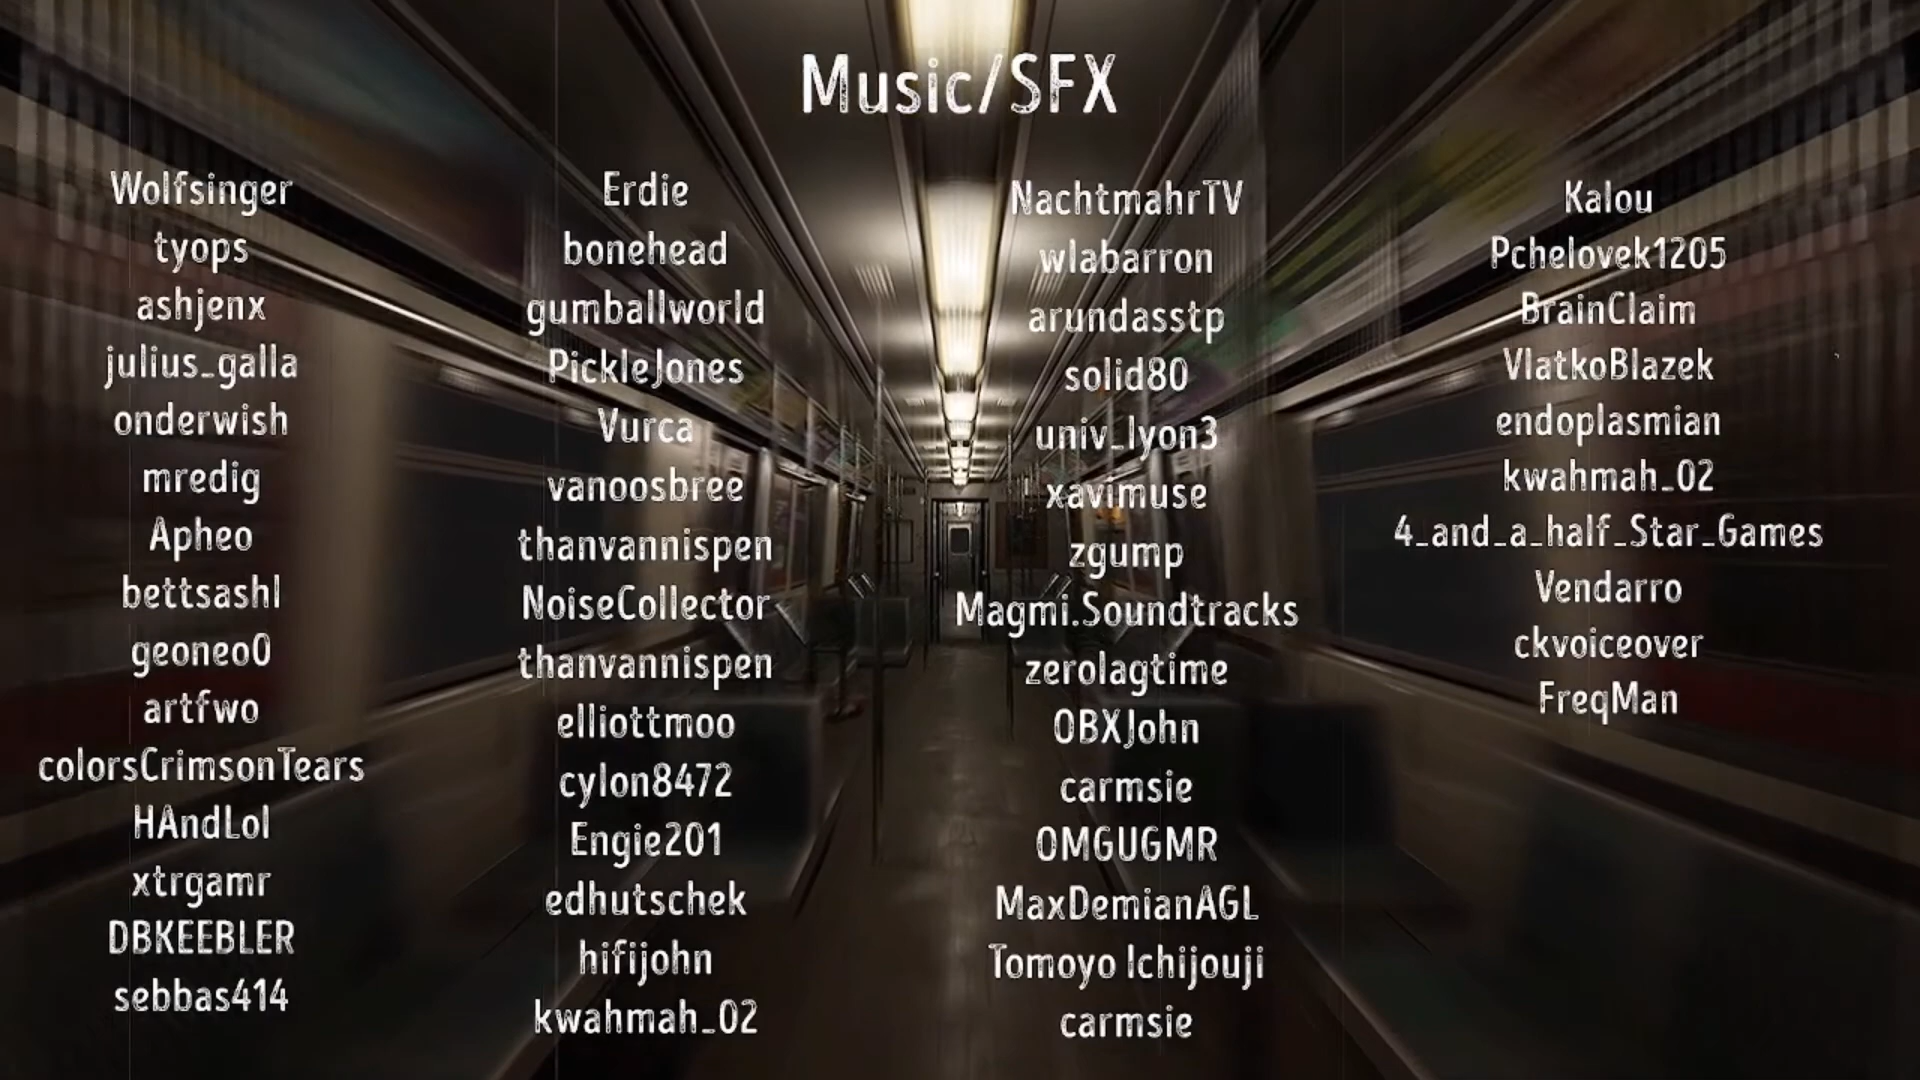 Music/SFX
Wolfsinger
tyops
ashjenx
julius_galla
onderwish
mredig
Apheo
bettsashl
geoneo0
artfwo
colorsCrimsonTears
HAndLol
xtrgamr
DBKEEBLER
sebbas414
Erdie
bonehead
gumballworld
PickleJones
Vurca
vanoosbree
thanvannispen
NoiseCollector
thanvannispen
elliottmoo
cylon8472
Engie201
edhutschek
hifijohn
kwahmah_02
NachtmahrTV
wlabarron
arundasstp
solid80
univ_lyon3
xavimuse
zgump
Magmi.Soundtracks
zerolagtime
OBXJohn
carmsie
OMGUGMR
MaxDemianAGL
Tomoyo Ichijouji
carmsie
Kalou
Pchelovek1205
BrainClaim
VlatkoBlazek
endoplasmian
kwahmah_02
4_and_a_half_Star_Games
Vendarro
ckvoiceover
FreqMan